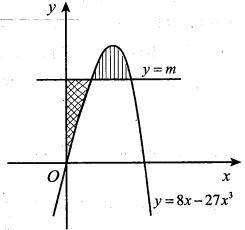 y
y = m
O
x
y = 8x − 27x³